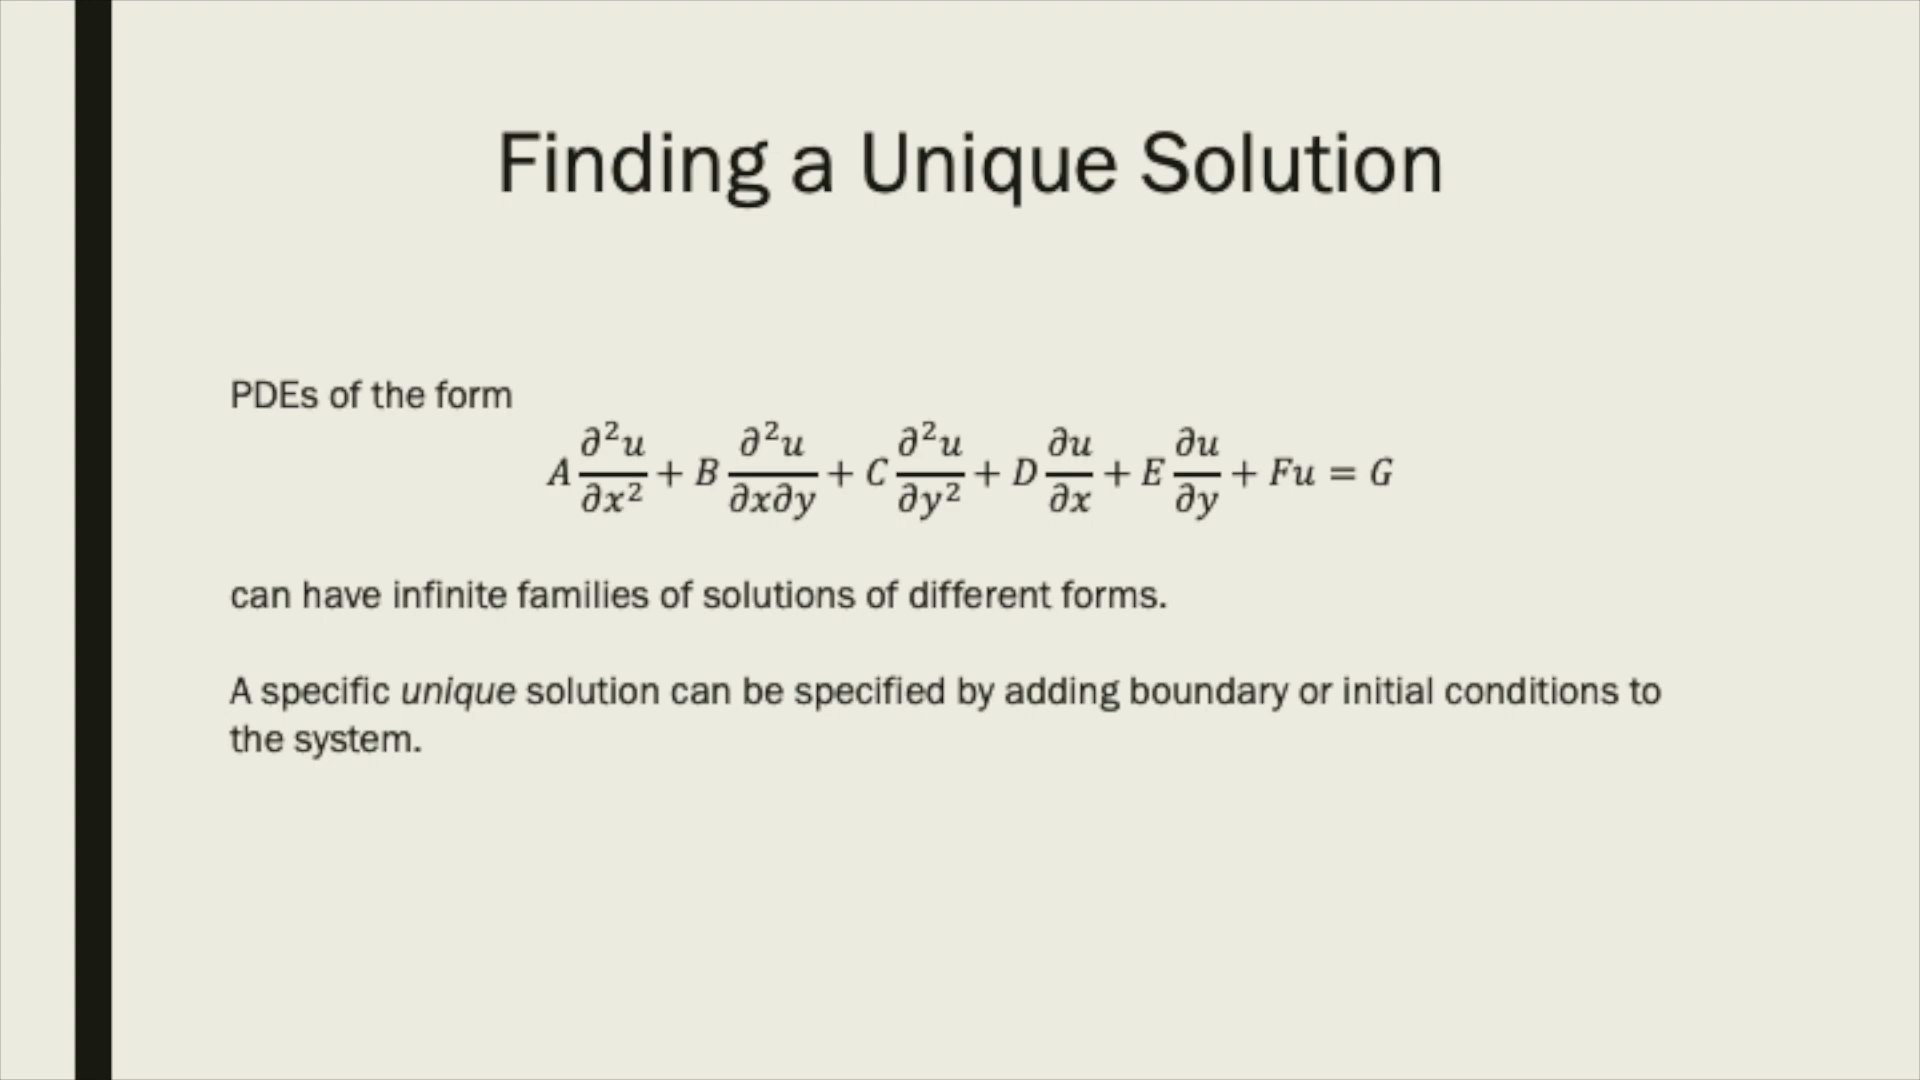 Finding a Unique Solution
PDEs of the form
A ∂²u/∂x² + B ∂²u/∂x∂y + C ∂²u/∂y² + D ∂u/∂x + E ∂u/∂y + Fu = G
can have infinite families of solutions of different forms.
A specific unique solution can be specified by adding boundary or initial conditions to
the system.